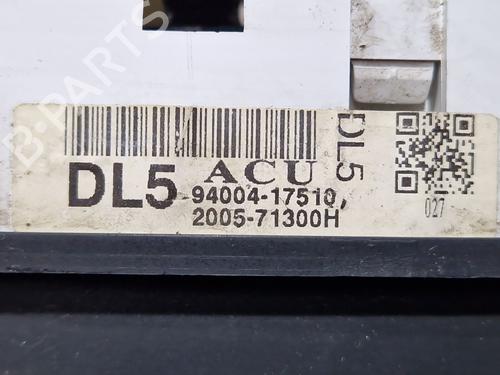 B-PARTS
DL5 ACU
94004-17510,
2005-71300H
DL5
027